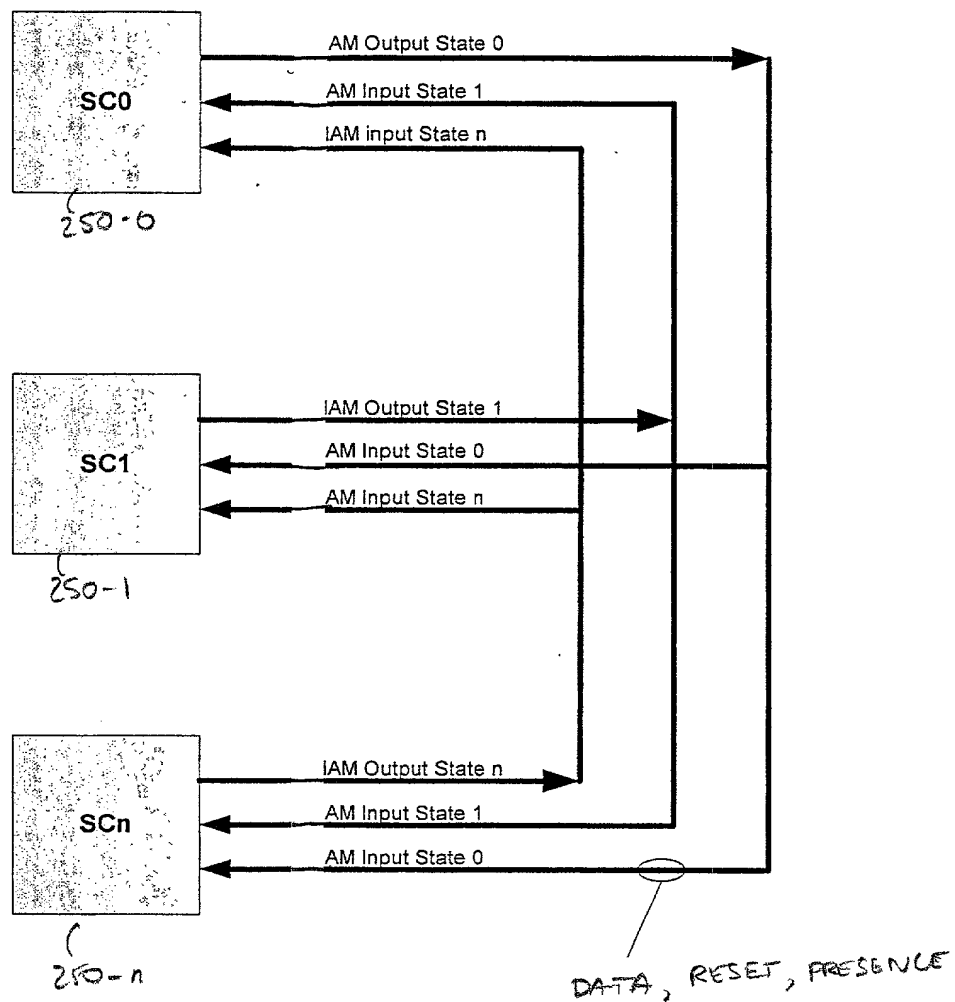 AM Output State 0
SC0
AM Input State 1
IAM input State n
250-0
IAM Output State 1
SC1
AM Input State 0
AM Input State n
250-1
IAM Output State n
SCn
AM Input State 1
AM Input State 0
250-n
DATA, RESET, PRESENCE